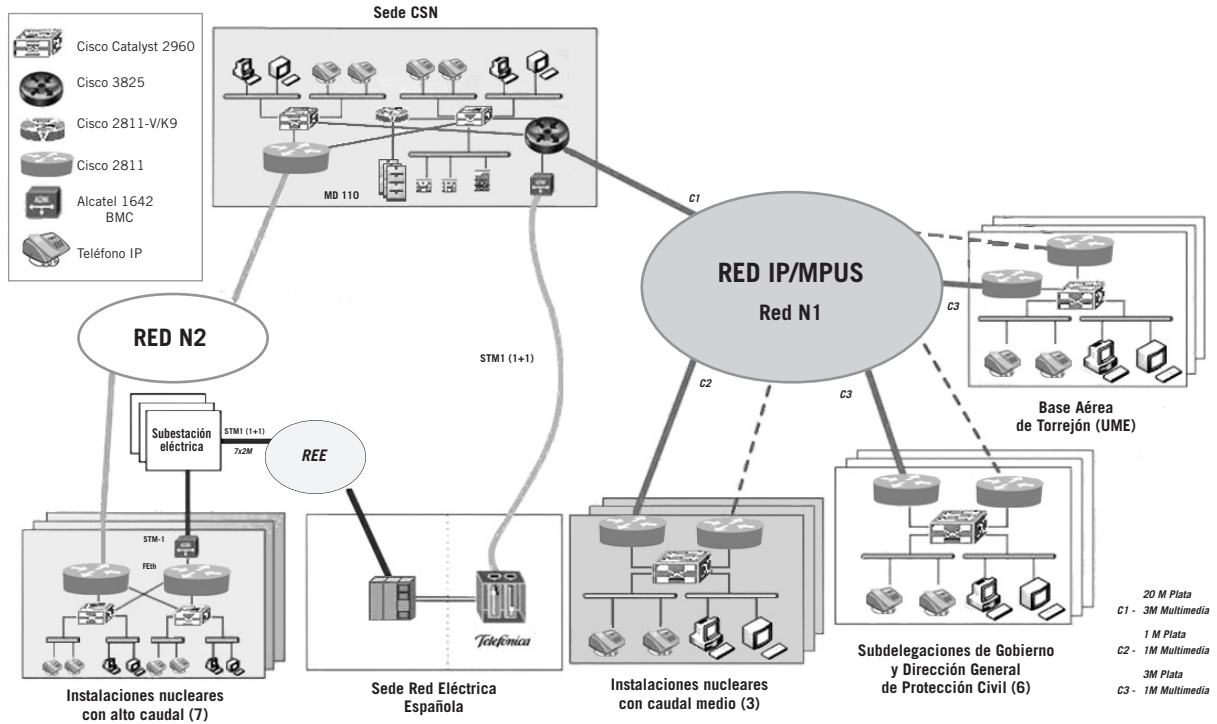 Sede CSN
Cisco Catalyst 2960
Cisco 3825
Cisco 2811-V/K9
Cisco 2811
Alcatel 1642
BMC
Teléfono IP
MD 110
C1
RED IP/MPUS
Red N1
C3
RED N2
STM1 (1+1)
C2
C3
Base Aérea
de Torrejón (UME)
Subestación
eléctrica
STM1 (1+1)
7x2M
REE
STM-1
FEth
Telefónica
Instalaciones nucleares
con alto caudal (7)
Sede Red Eléctrica
Española
Instalaciones nucleares
con caudal medio (3)
Subdelegaciones de Gobierno
y Dirección General
de Protección Civil (6)
20 M Plata
C1 - 3M Multimedia
1 M Plata
C2 - 1M Multimedia
3M Plata
C3 - 1M Multimedia